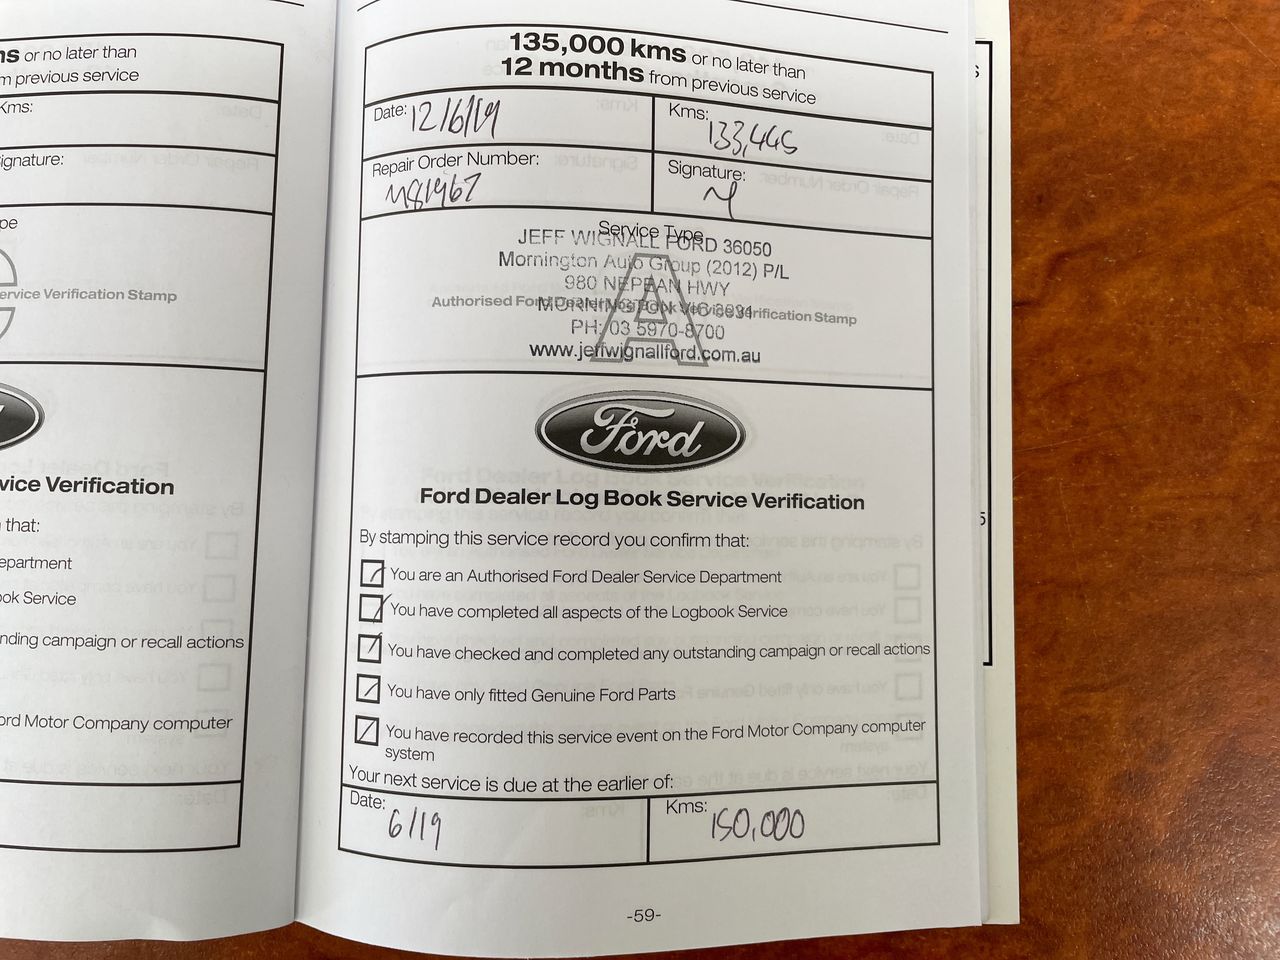 ns or no later than
m previous service
Kms:
ignature:
pe
ervice Verification Stamp
vice Verification
that:
epartment
ook Service
nding campaign or recall actions
ord Motor Company computer
135,000 kms or no later than
12 months from previous service
Date: 12/6/19
Kms: 133,445
Repair Order Number:
Signature:
Service Type
JEFF WIGNALL FORD 36050
Mornington Auto Group (2012) P/L
980 NEPEAN HWY
Authorised Ford Dealer Log Book Service Verification Stamp
MORNINGTON VIC 3931
PH: 03 5970-8700
www.jeffwignallford.com.au
A
Ford
Ford Dealer Log Book Service Verification
By stamping this service record you confirm that:
You are an Authorised Ford Dealer Service Department
You have completed all aspects of the Logbook Service
You have checked and completed any outstanding campaign or recall actions
You have only fitted Genuine Ford Parts
You have recorded this service event on the Ford Motor Company computer
system
Your next service is due at the earlier of:
Date: 6/19
Kms: 150,000
-59-